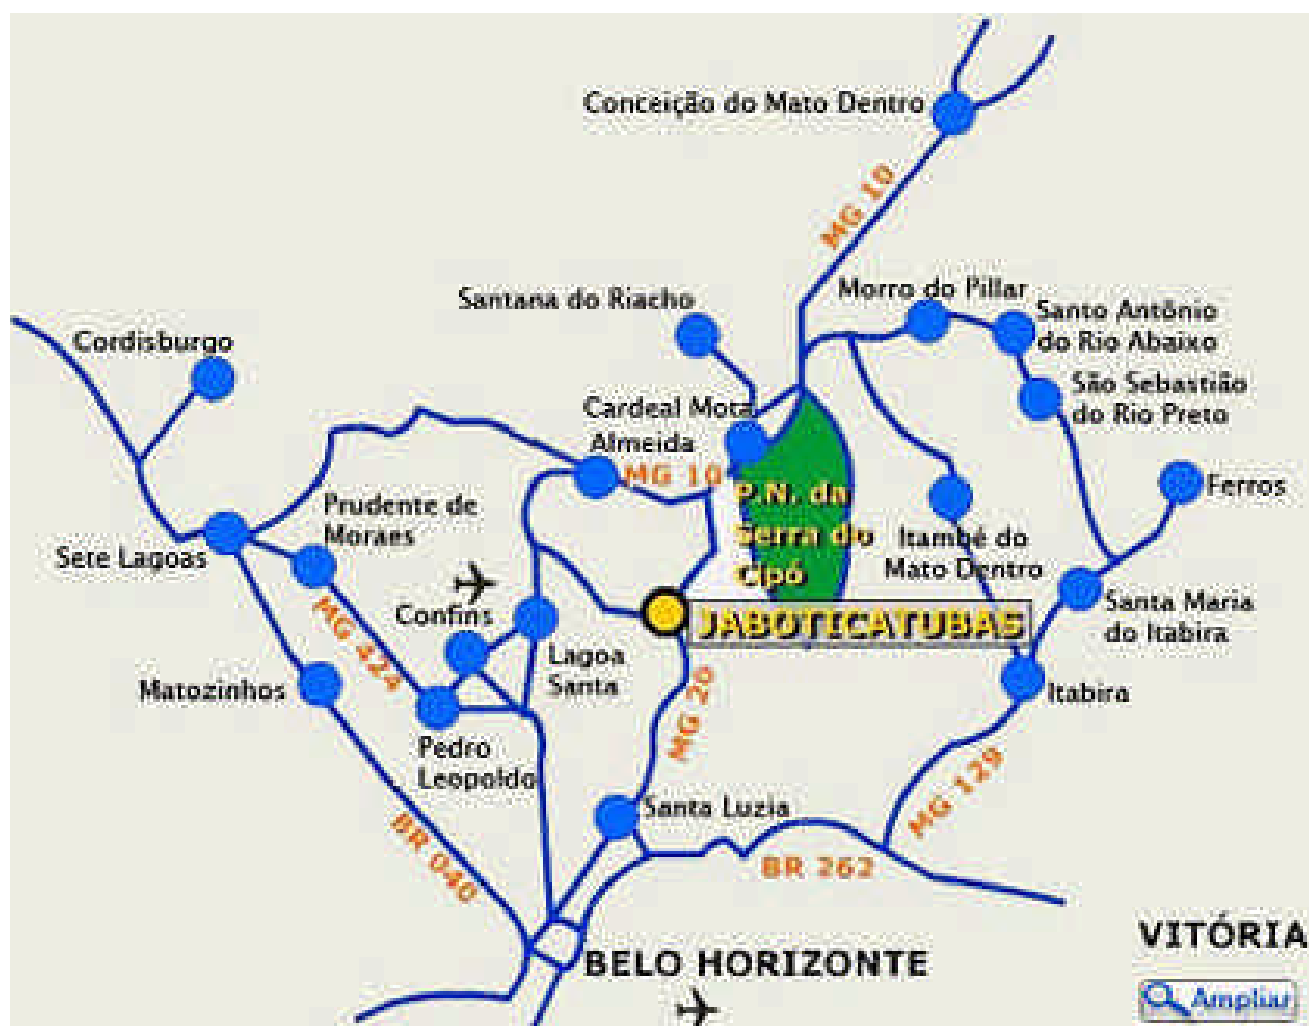 Conceição do Mato Dentro
MG 10
Santana do Riacho
Morro do Pillar
Santo Antônio
do Rio Abaixo
Cordisburgo
São Sebastião
do Rio Preto
Cardeal Mota
Almeida
MG 10
Ferros
P.N. da
Serra do
Cipó
Prudente de
Moraes
Sete Lagoas
Itambé do
Mato Dentro
Confins
MG 424
JABOTICATUBAS
Santa Maria
do Itabira
Lagoa
Santa
Matozinhos
Itabira
MG 20
Pedro
Leopoldo
MG 129
Santa Luzia
BR 040
BR 262
VITÓRIA
BELO HORIZONTE
Ampliar